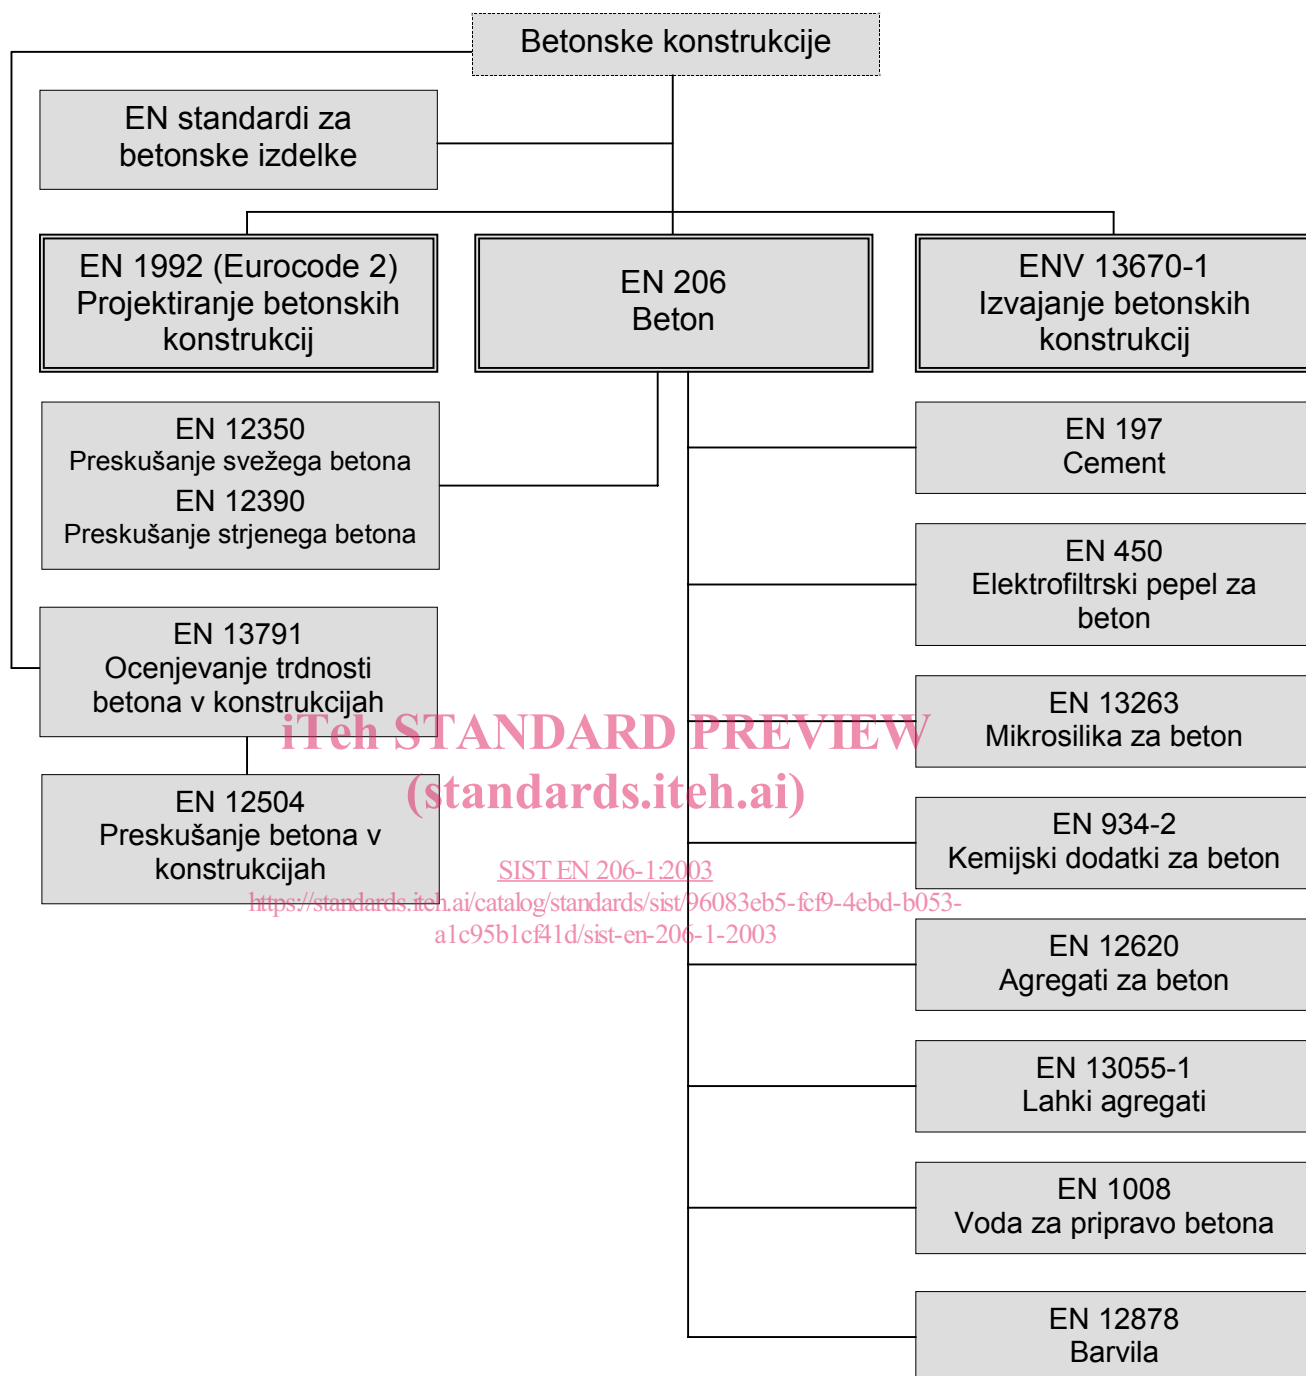 Betonske konstrukcije
EN standardi za
betonske izdelke
EN 1992 (Eurocode 2)
Projektiranje betonskih
konstrukcij
EN 206
Beton
ENV 13670-1
Izvajanje betonskih
konstrukcij
EN 12350
Preskušanje svežega betona
EN 12390
Preskušanje strjenega betona
EN 13791
Ocenjevanje trdnosti
betona v konstrukcijah
EN 12504
Preskušanje betona v
konstrukcijah
EN 197
Cement
EN 450
Elektrofiltrski pepel za
beton
EN 13263
Mikrosilika za beton
EN 934-2
Kemijski dodatki za beton
EN 12620
Agregati za beton
EN 13055-1
Lahki agregati
EN 1008
Voda za pripravo betona
EN 12878
Barvila
iTeh STANDARD PREVIEW
(standards.iteh.ai)
SIST EN 206-1:2003
https://standards.iteh.ai/catalog/standards/sist/96083eb5-fcf9-4ebd-b053-
a1c95b1cf41d/sist-en-206-1-2003